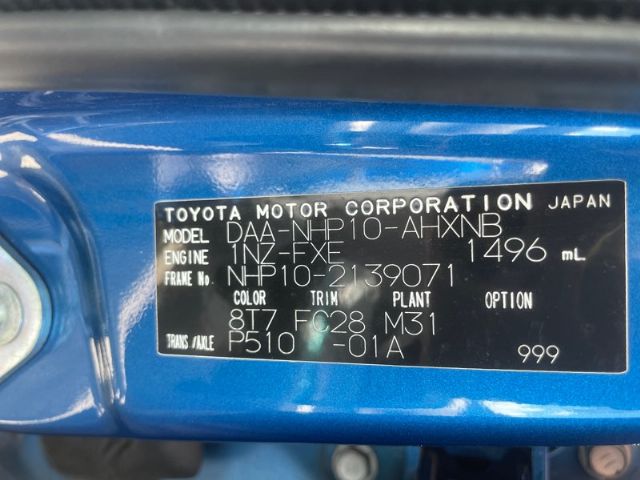 TOYOTA MOTOR CORPORATION JAPAN
MODEL DAA-NHP10-AHXNB
ENGINE 1NZ-FXE 1496 mL
FRAME No. NHP10-2139071
COLOR TRIM PLANT OPTION
8I7 FC28 M31
TRANS/AXLE P510 -01A 999